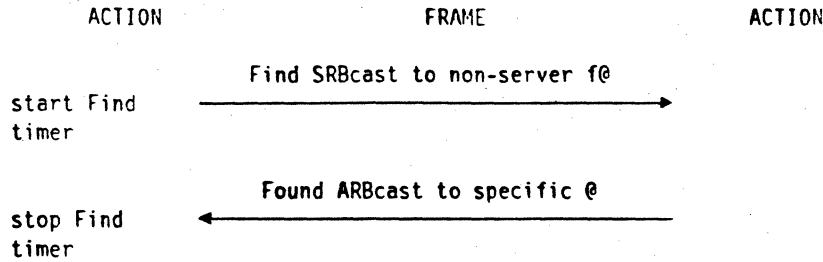 ACTION FRAME ACTION
Find SRBcast to non-server f@
start Find
timer
Found ARBcast to specific @
stop Find
timer